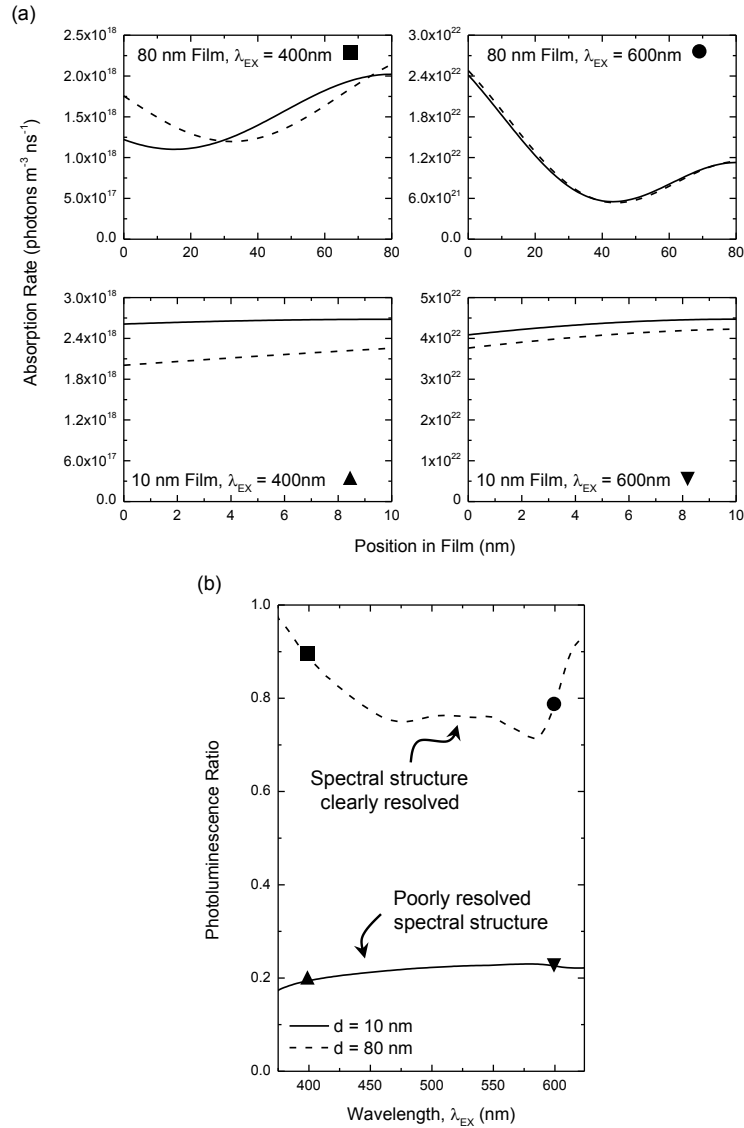 (a)
80 nm Film, λEX = 400nm
80 nm Film, λEX = 600nm
2.5x10^18
2.0x10^18
1.5x10^18
1.0x10^18
5.0x10^17
0.0
0 20 40 60 80
3.0x10^22
2.4x10^22
1.8x10^22
1.2x10^22
6.0x10^21
0.0
0 20 40 60 80
Absorption Rate (photons m^-3 ns^-1)
3.0x10^18
2.4x10^18
1.8x10^18
1.2x10^18
6.0x10^17
0.0
10 nm Film, λEX = 400nm
0 2 4 6 8 10
5x10^22
4x10^22
3x10^22
2x10^22
1x10^22
0
10 nm Film, λEX = 600nm
0 2 4 6 8 10
Position in Film (nm)
(b)
1.0
0.8
0.6
0.4
0.2
0.0
Photoluminescence Ratio
Spectral structure
clearly resolved
Poorly resolved
spectral structure
d = 10 nm
d = 80 nm
400 450 500 550 600
Wavelength, λEX (nm)